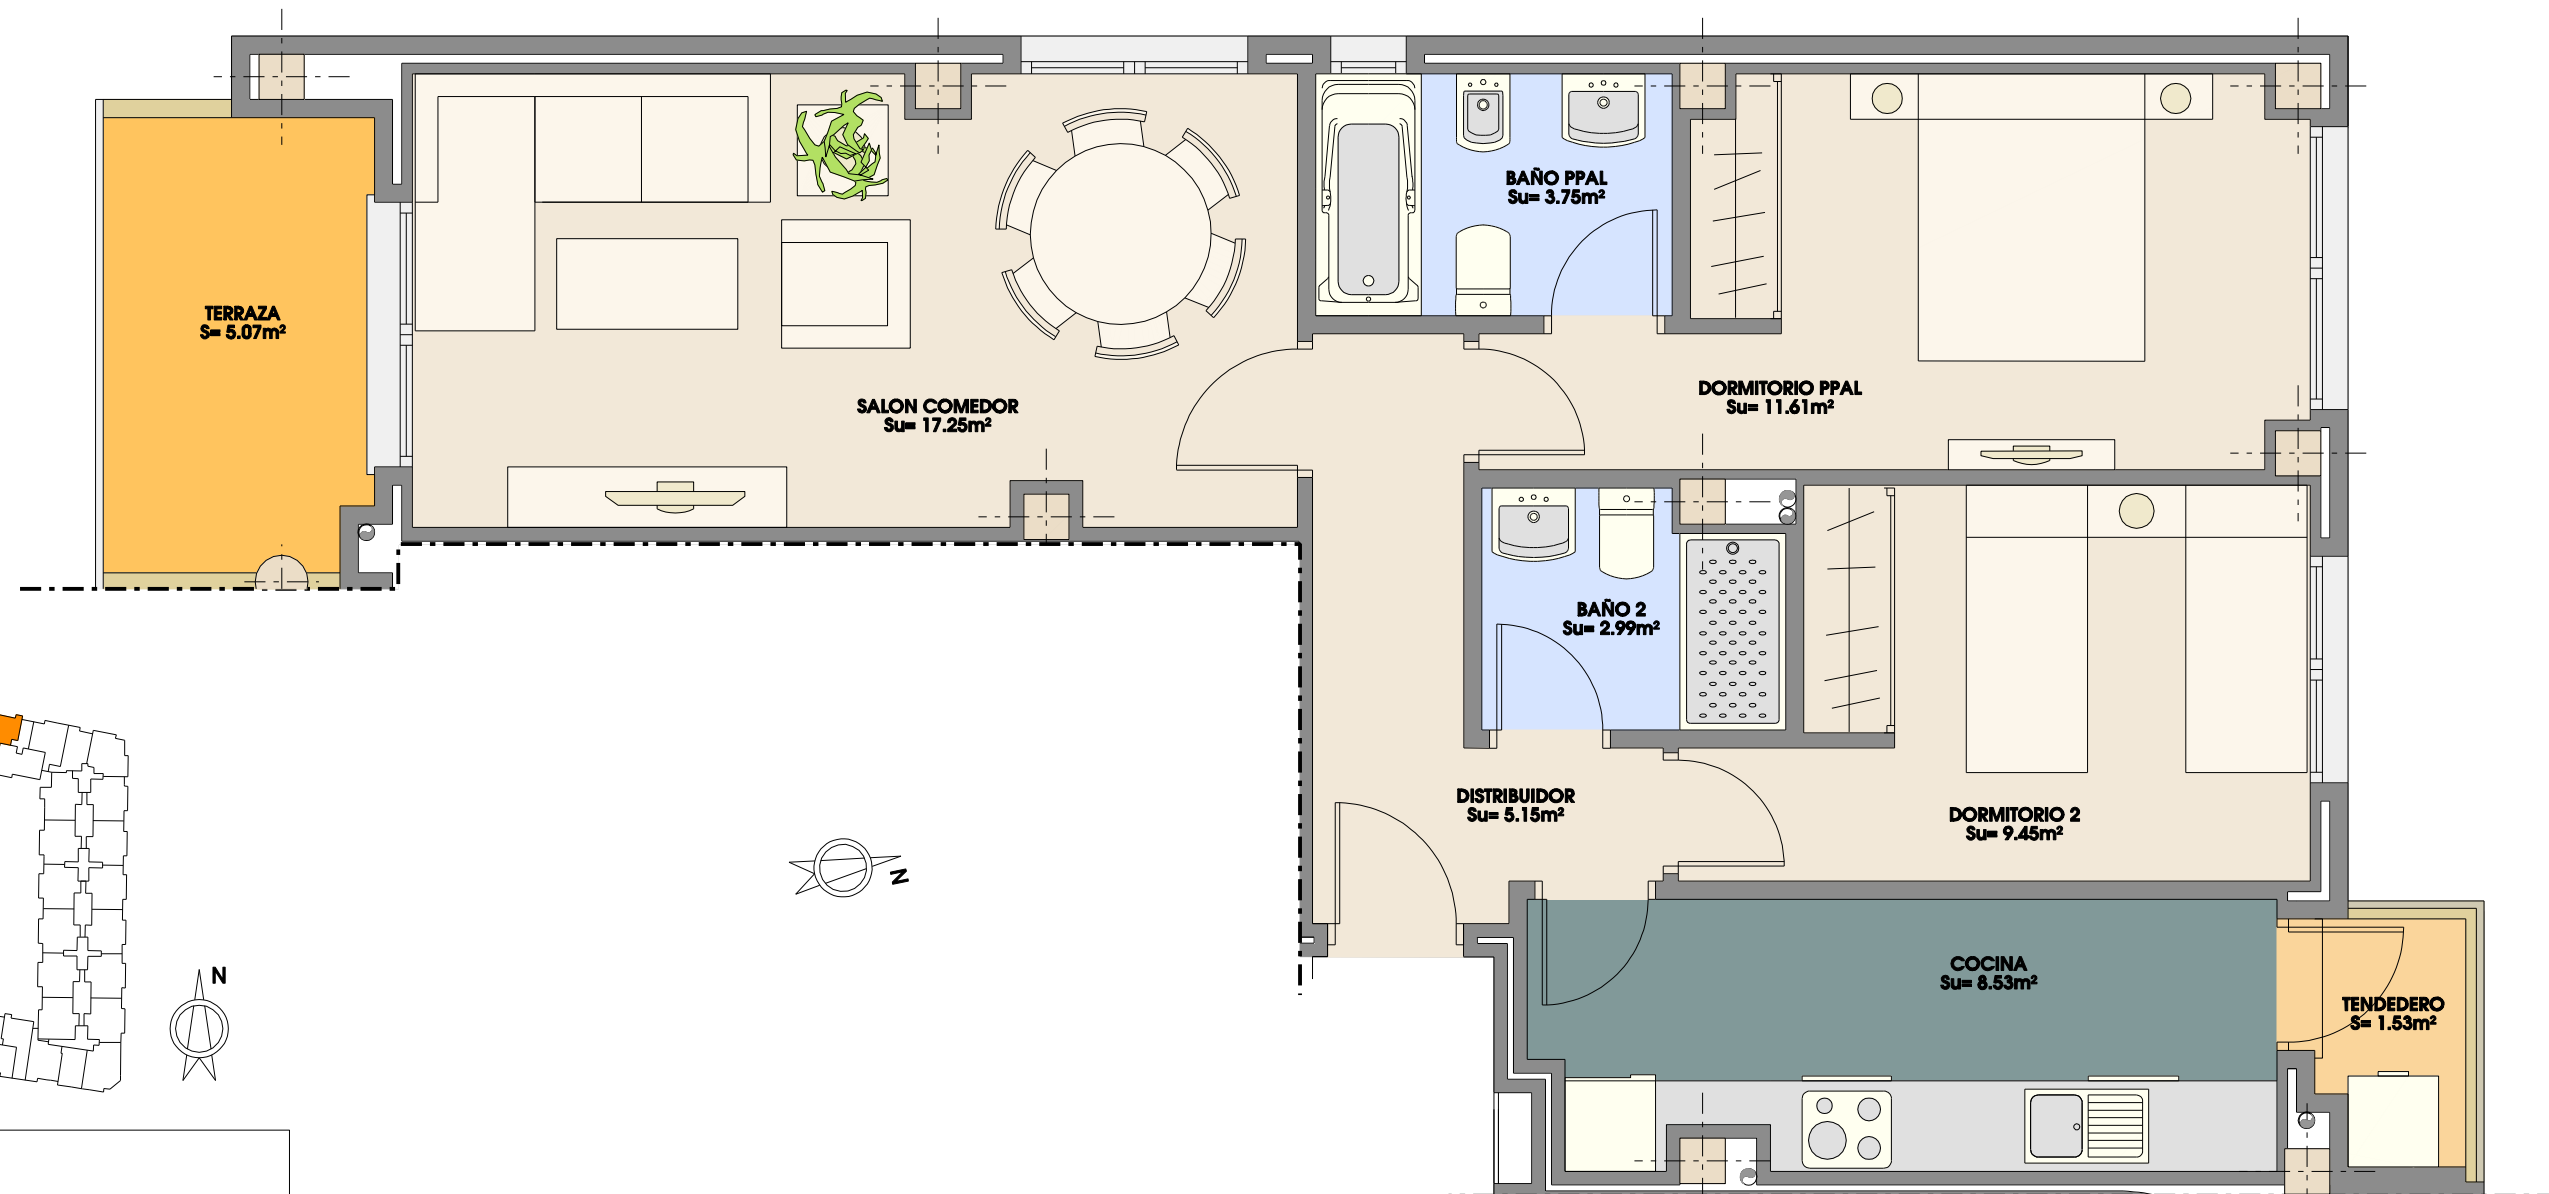 BAÑO PPAL
Su= 3.75m²
TERRAZA
S= 5.07m²
SALON COMEDOR
Su= 17.25m²
DORMITORIO PPAL
Su= 11.61m²
BAÑO 2
Su= 2.99m²
DISTRIBUIDOR
Su= 5.15m²
DORMITORIO 2
Su= 9.45m²
N
N
COCINA
Su= 8.53m²
TENDEDERO
S= 1.53m²